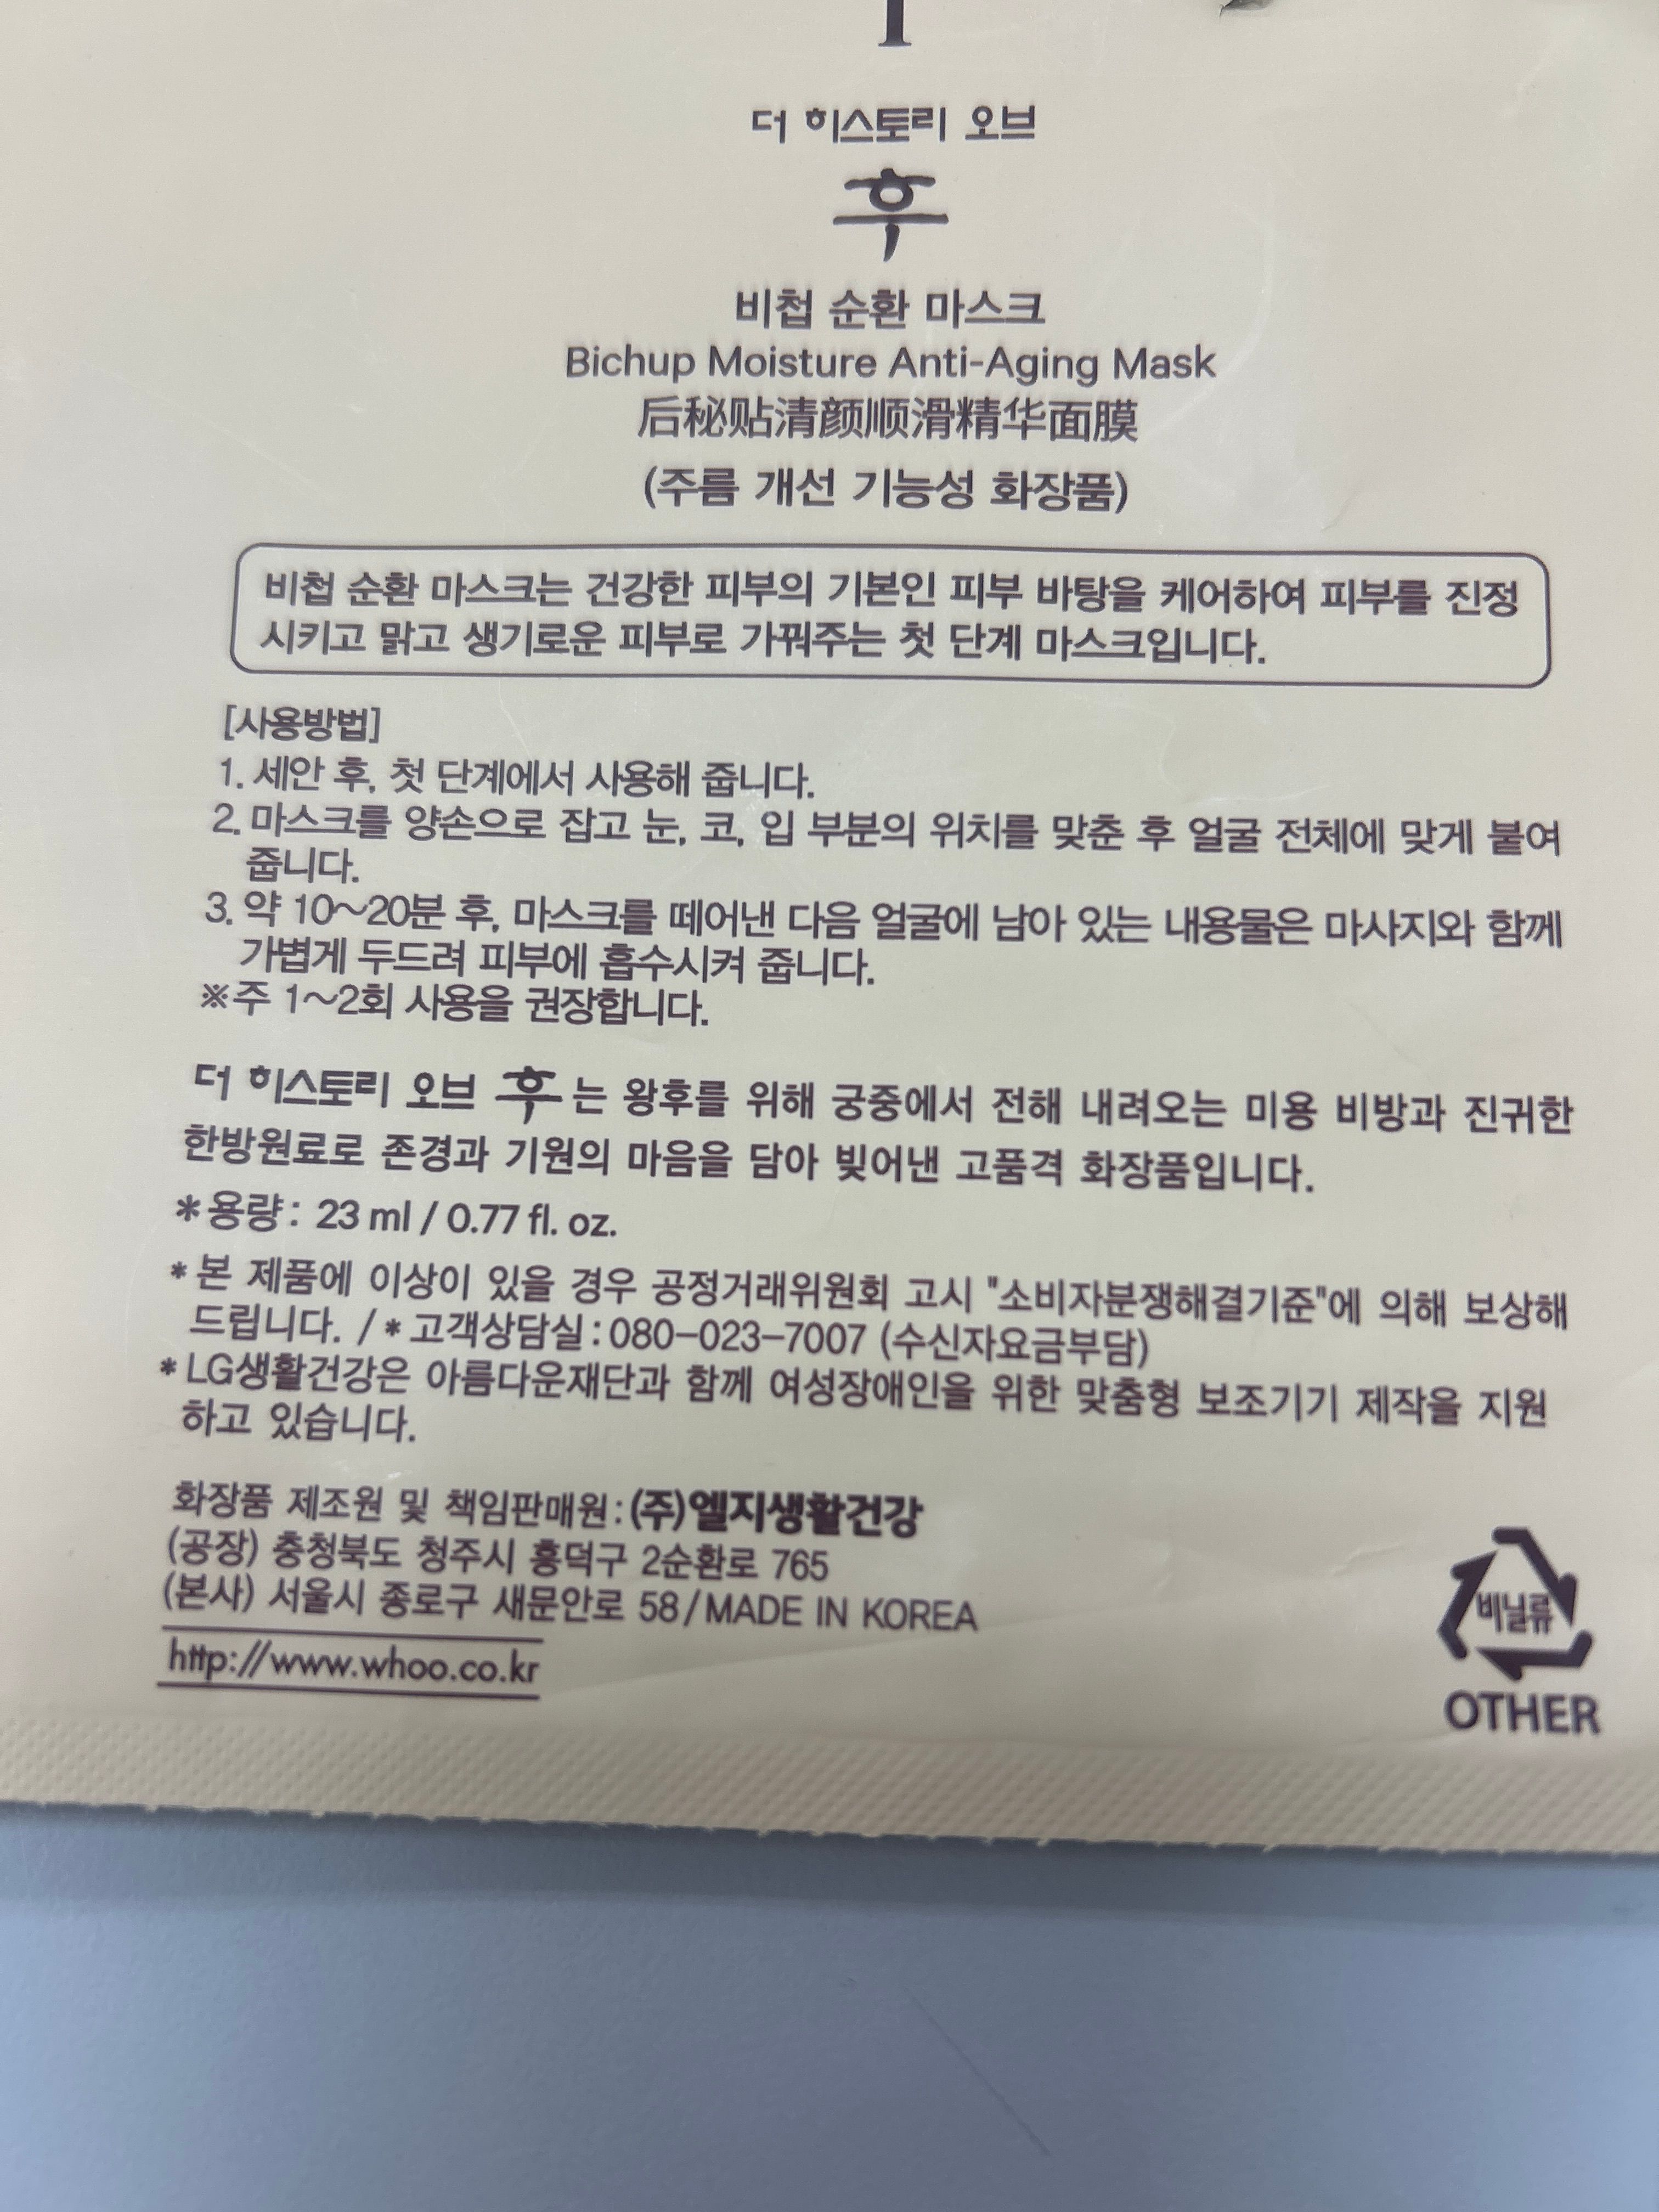 I
더 히스토리 오브
후
비첩 순환 마스크
Bichup Moisture Anti-Aging Mask
后秘贴清颜顺滑精华面膜
(주름 개선 기능성 화장품)
비첩 순환 마스크는 건강한 피부의 기본인 피부 바탕을 케어하여 피부를 진정
시키고 맑고 생기로운 피부로 가꿔주는 첫 단계 마스크입니다.
[사용방법]
1. 세안 후, 첫 단계에서 사용해 줍니다.
2. 마스크를 양손으로 잡고 눈, 코, 입 부분의 위치를 맞춘 후 얼굴 전체에 맞게 붙여
줍니다.
3. 약 10~20분 후, 마스크를 떼어낸 다음 얼굴에 남아 있는 내용물은 마사지와 함께
가볍게 두드려 피부에 흡수시켜 줍니다.
※주 1~2회 사용을 권장합니다.
더 히스토리 오브 후는 왕후를 위해 궁중에서 전해 내려오는 미용 비방과 진귀한
한방원료로 존경과 기원의 마음을 담아 빚어낸 고품격 화장품입니다.
*용량: 23 ml / 0.77 fl. oz.
* 본 제품에 이상이 있을 경우 공정거래위원회 고시 "소비자분쟁해결기준"에 의해 보상해
드립니다. / * 고객상담실:080-023-7007 (수신자요금부담)
* LG생활건강은 아름다운재단과 함께 여성장애인을 위한 맞춤형 보조기기 제작을 지원
하고 있습니다.
화장품 제조원 및 책임판매원:(주)엘지생활건강
(공장) 충청북도 청주시 흥덕구 2순환로 765
(본사) 서울시 종로구 새문안로 58/MADE IN KOREA
http://www.whoo.co.kr
비닐류
OTHER